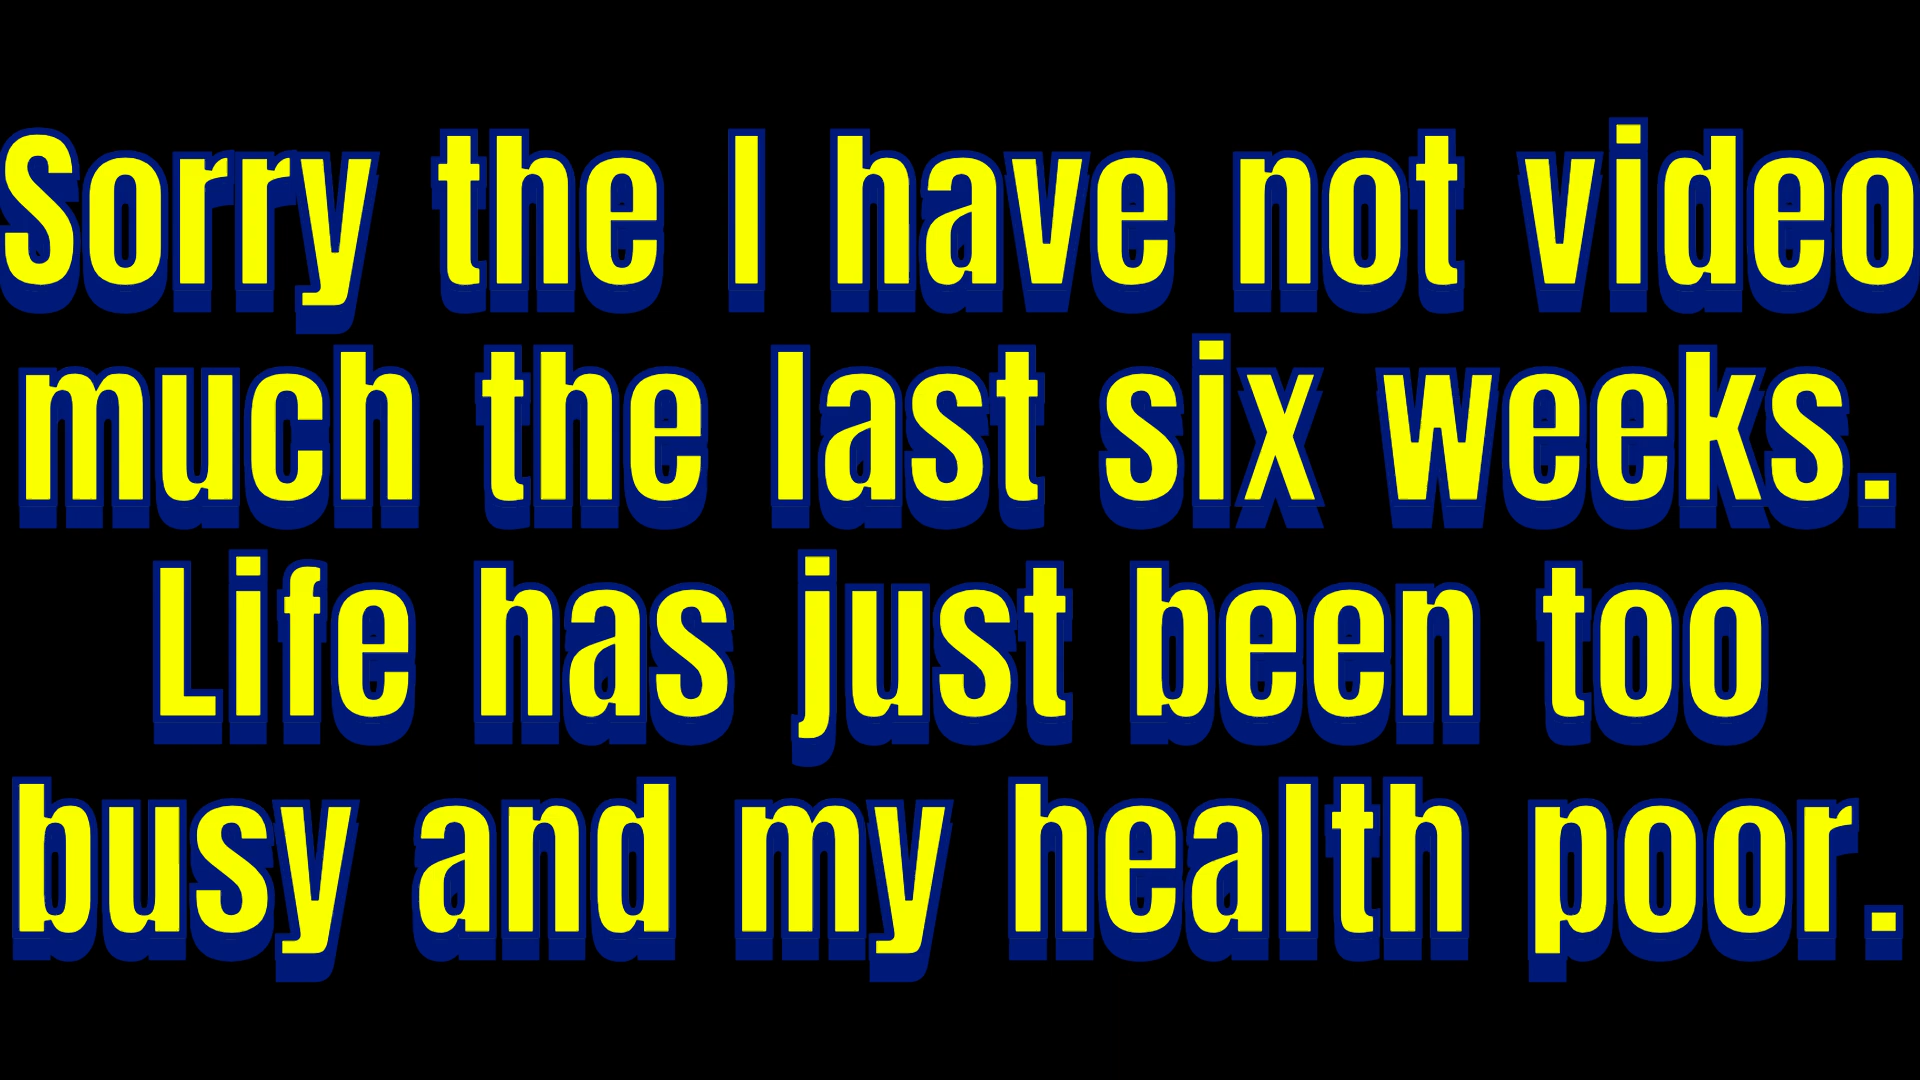 Sorry the I have not video
much the last six weeks.
Life has just been too
busy and my health poor.